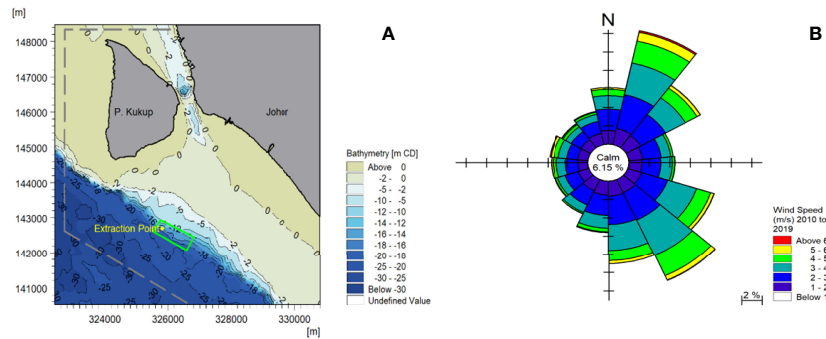 [m]
A
148000
147000
146000
145000
144000
143000
142000
141000
P. Kukup
Joher
Extraction Point
324000
326000
328000
330000
[m]
Bathymetry [m CD]
Above 0
-2 - 0
-5 - -2
-10 - -5
-12 - -10
-14 - -12
-16 - -14
-18 - -16
-20 - -16
-25 - -20
-30 - -25
Below -30
Undefined Value
N
B
Calm
6.15 %
2 %
Wind Speed
(m/s) 2010 to
2019
Above 6
5 - 6
4 - 5
3 - 4
2 - 3
1 - 2
Below 1